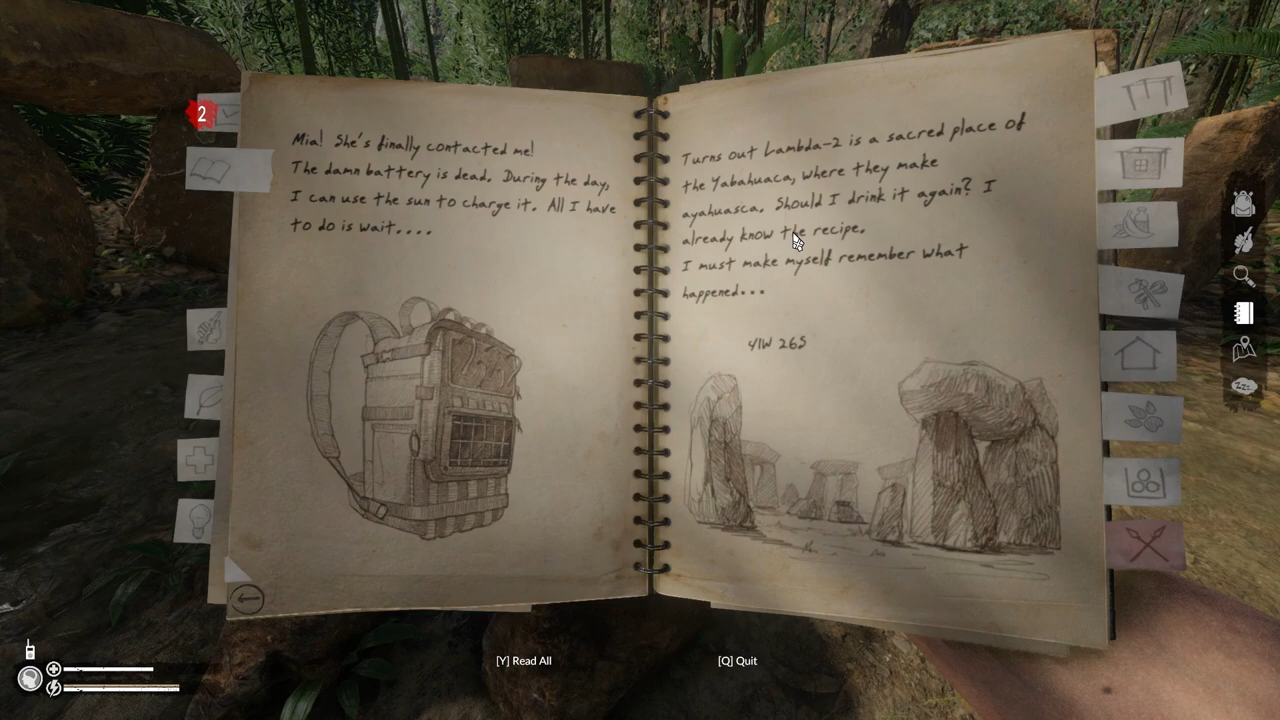 2
Mia! She's finally contacted me!
The damn battery is dead. During the day,
I can use the sun to charge it. All I have
to do is wait....
Turns out Lambda-2 is a sacred place of
the Yabahuaca, where they make
ayahuasca. Should I drink it again? I
already know the recipe.
I must make myself remember what
happened...
41W 26S
[Y] Read All
[Q] Quit